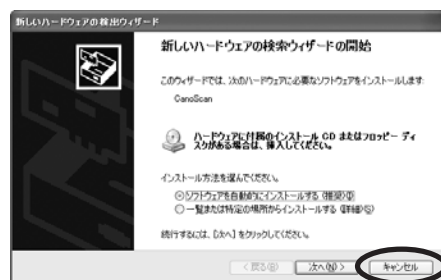 新しいハードウェアの検出ウィザード
新しいハードウェアの検索ウィザードの開始
このウィザードでは、次のハードウェアに必要なソフトウェアをインストールします:
CanoScan
ハードウェアに付属のインストール CD またはフロッピー ディ
スクがある場合は、挿入してください。
インストール方法を選んでください。
ソフトウェアを自動的にインストールする (推奨)(I)
一覧または特定の場所からインストールする (詳細)(S)
続行するには、[次へ] をクリックしてください。
< 戻る(B) 次へ(N) > キャンセル